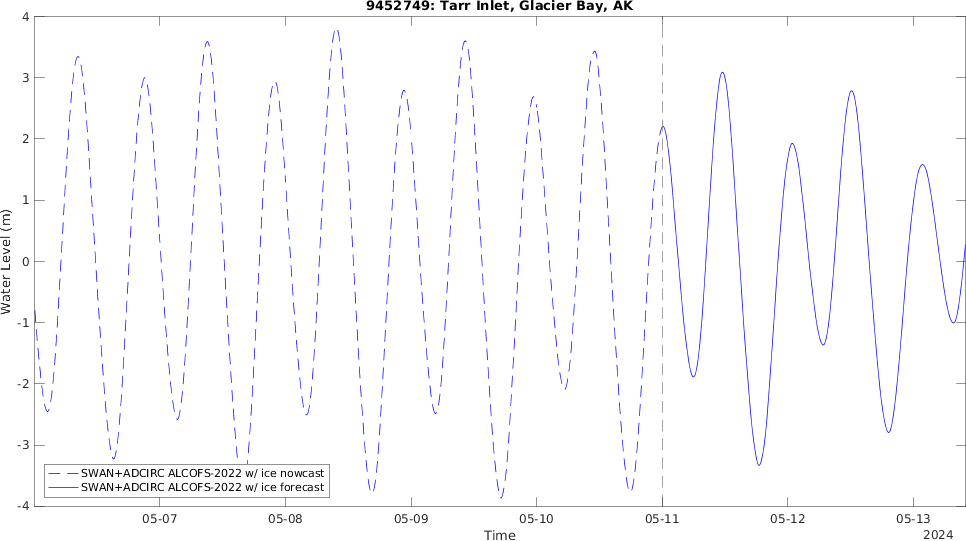 9452749: Tarr Inlet, Glacier Bay, AK
4
3
2
1
0
-1
-2
-3
-4
Water Level (m)
SWAN+ADCIRC ALCOFS-2022 w/ ice nowcast
SWAN+ADCIRC ALCOFS-2022 w/ ice forecast
05-07 05-08 05-09 05-10 05-11 05-12 05-13
Time
2024